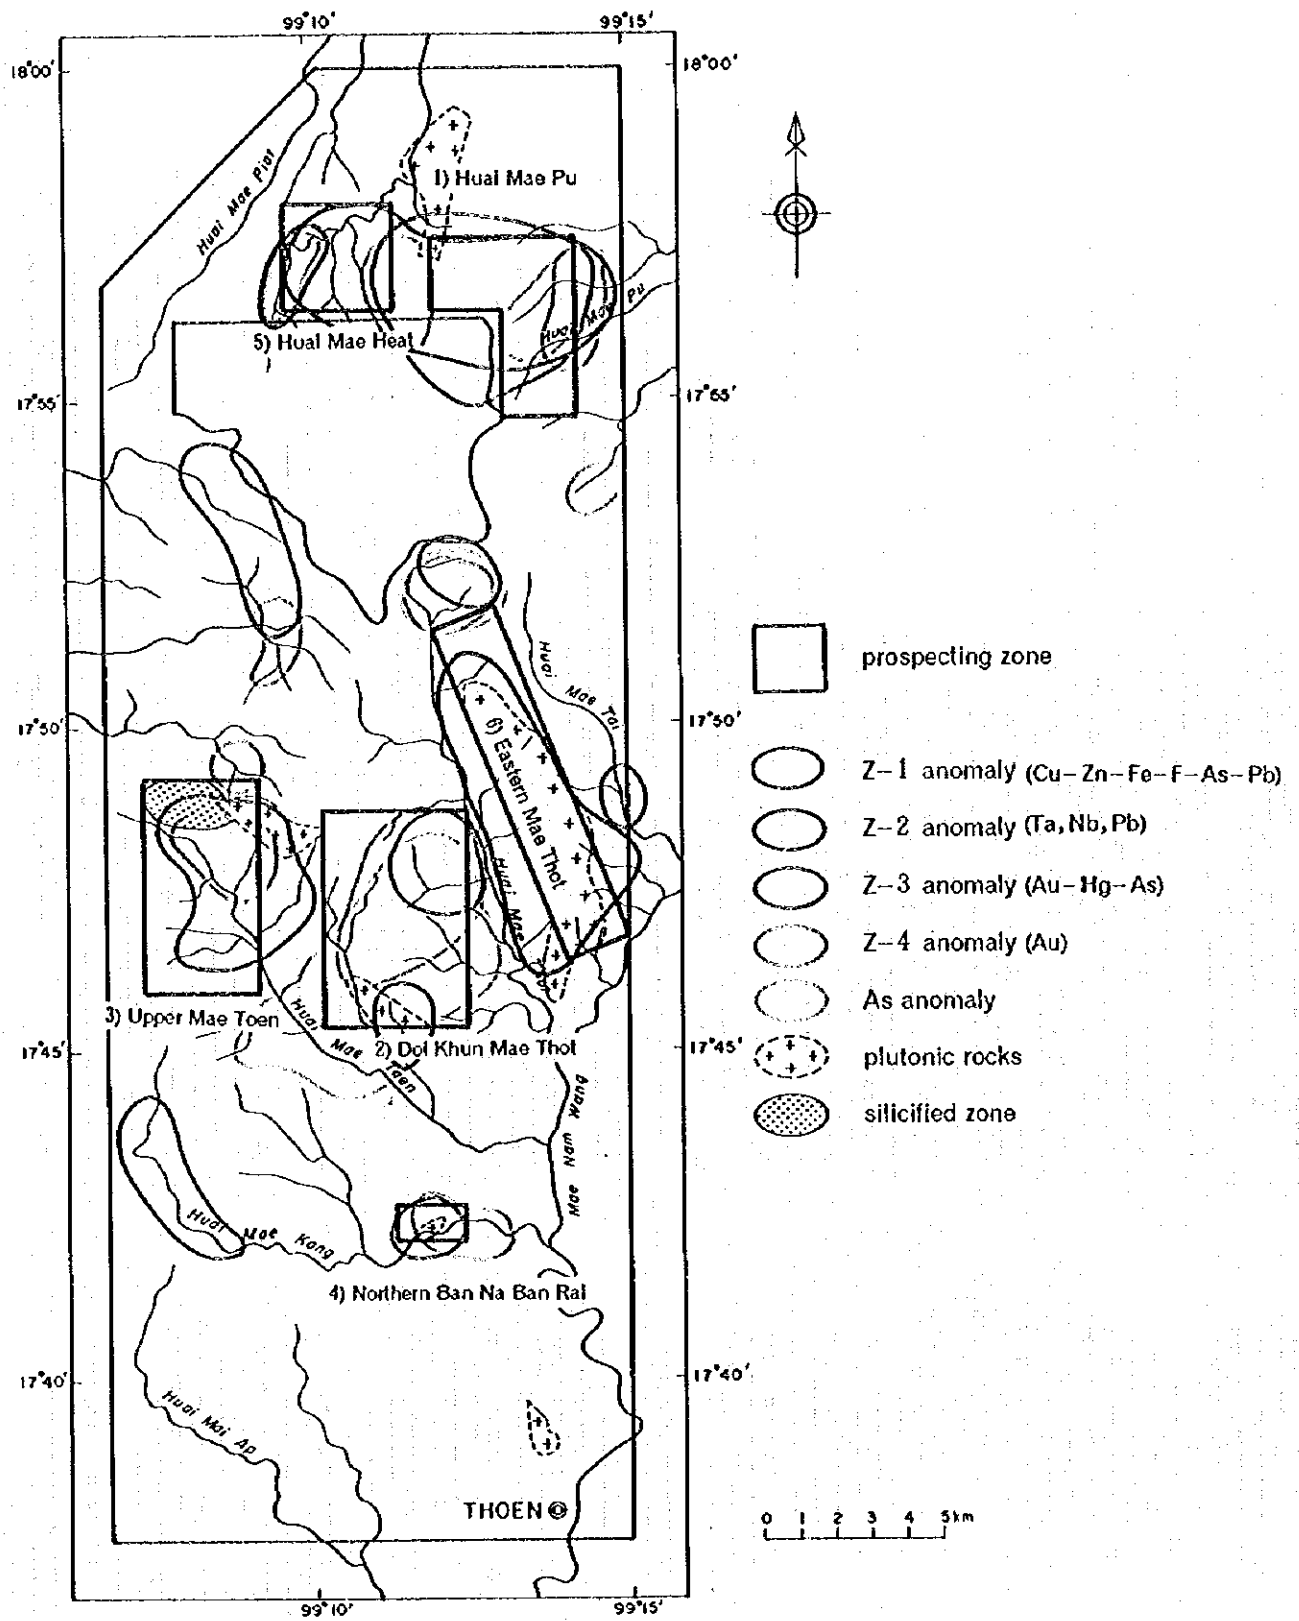 99°10′
99°15′
18°00′
18°00′
1) Huai Mae Pu
Huai Mae Piat
Huai Mae Pu
5) Huai Mae Heat
17°55′
17°55′
Huai Mae Tai
prospecting zone
17°50′
17°50′
6) Eastern Mae Thot
Z-1 anomaly (Cu-Zn-Fe-F-As-Pb)
Z-2 anomaly (Ta, Nb, Pb)
Huai Mae Thot
Z-3 anomaly (Au-Hg-As)
Z-4 anomaly (Au)
As anomaly
3) Upper Mae Toen
Huai Mae Toen
2) Doi Khun Mae Thot
17°45′
17°45′
plutonic rocks
silicified zone
Mae Nam Wang
Huai Mae Kang
4) Northern Ban Na Ban Rai
17°40′
17°40′
Huai Mai Ap
THOEN
0 1 2 3 4 5km
99°10′
99°15′